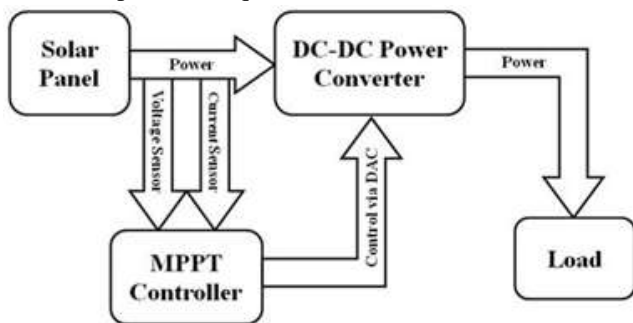 Solar
Panel
Power
DC-DC Power
Converter
Power
Voltage Sensor
Current Sensor
Control via DAC
MPPT
Controller
Load